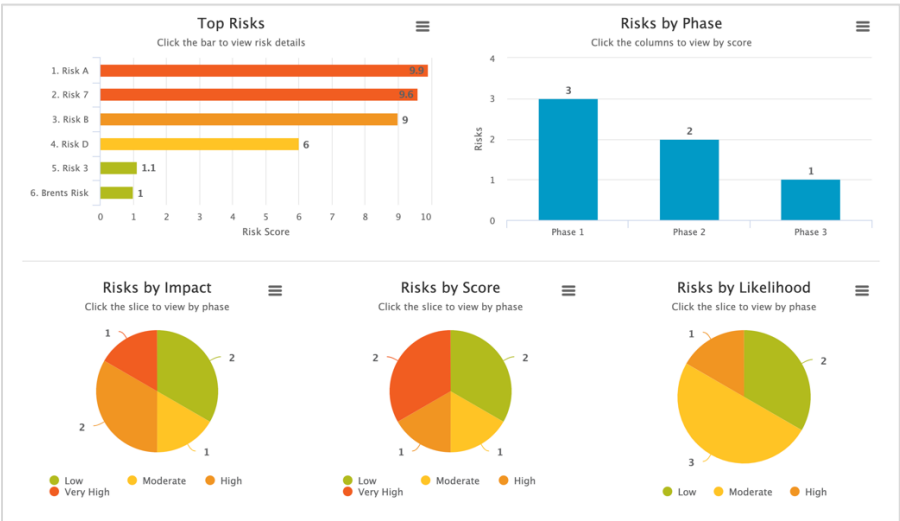 Top Risks
Click the bar to view risk details
1. Risk A
9.9
2. Risk 7
9.6
3. Risk B
9
4. Risk D
6
5. Risk 3
1.1
6. Brents Risk
1
0 1 2 3 4 5 6 7 8 9 10
Risk Score
Risks by Phase
Click the columns to view by score
4
3
2
1
0
Risks
3
2
1
Phase 1 Phase 2 Phase 3
Risks by Impact
Click the slice to view by phase
1
2
2
1
Low Moderate High
Very High
Risks by Score
Click the slice to view by phase
2
2
1
1
Low Moderate High
Very High
Risks by Likelihood
Click the slice to view by phase
1
2
3
Low Moderate High